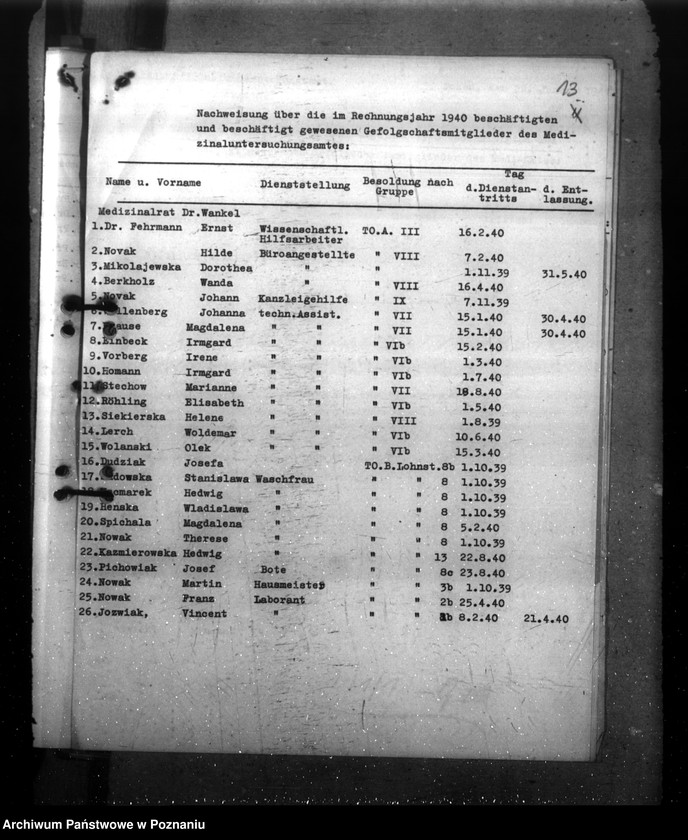 13
4
Nachweisung über die im Rechnungsjahr 1940 beschäftigten
und beschäftigt gewesenen Gefolgschaftsmitglieder des Medi-
zinaluntersuchungsamtes:
Name u. Vorname Dienststellung Besoldung nach Gruppe Tag d.Dienstan-tritts d. Ent-lassung.
Medizinalrat Dr.Wankel
1.Dr. Fehrmann Ernst Wissenschaftl. Hilfsarbeiter TO.A. III 16.2.40
2.Novak Hilde Büroangestellte " VIII 7.2.40
3.Mikolajewska Dorothea " " 1.11.39 31.5.40
4.Berkholz Wanda " VIII 16.4.40
5.Novak Johann Kanzleigehilfe " IX 7.11.39
Johanna techn.Assist. " VII 15.1.40 30.4.40
7. Magdalena " " " VII 15.1.40 30.4.40
8.Einbeck Irmgard " " " VIb 15.2.40
9.Vorberg Irene " " " VIb 1.3.40
10.Homann Irmgard " " " VIb 1.7.40
11.Stechow Marianne " " " VII 18.8.40
12.Röhling Elisabeth " " " VIb 1.5.40
13.Siekierska Helene " " " VIII 1.8.39
14.Lerch Woldemar " " " VIb 10.6.40
15.Wolanski Olek " " " VIb 15.3.40
16.Dudziak Josefa TO.B.Lohnst.8b 1.10.39
17. Stanislawa Waschfrau " " 8 1.10.39
Hedwig " " " 8 1.10.39
19.Henska Wladislawa " " " 8 1.10.39
20.Spichala Magdalena " " " 8 5.2.40
21.Nowak Therese " " " 8 1.10.39
22.Kazmierowska Hedwig " " " 13 22.8.40
23.Pichowiak Josef Bote " " 8c 23.8.40
24.Nowak Martin Hausmeister " " 3b 1.10.39
25.Nowak Franz Laborant " " 2b 25.4.40
26.Jozwiak, Vincent " " " b 8.2.40 21.4.40
Archiwum Państwowe w Poznaniu